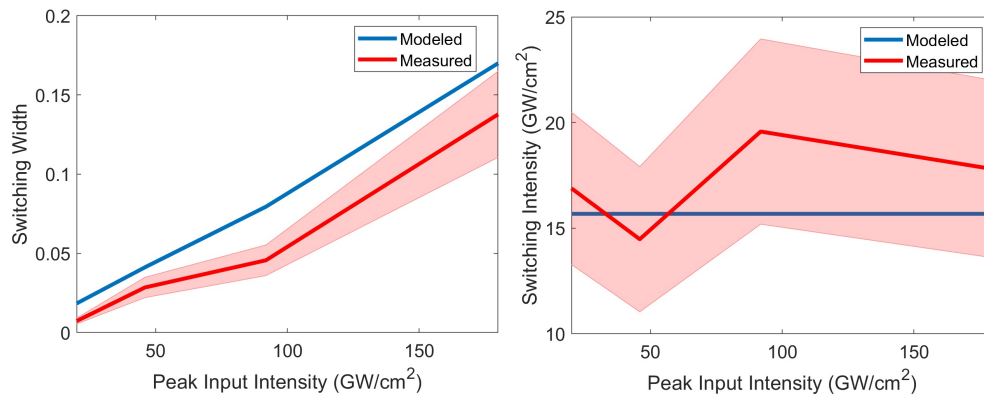 0.2
0.15
0.1
0.05
0
50
100
150
Switching Width
Peak Input Intensity (GW/cm²)
Modeled
Measured
25
20
15
10
50
100
150
Switching Intensity (GW/cm²)
Peak Input Intensity (GW/cm²)
Modeled
Measured